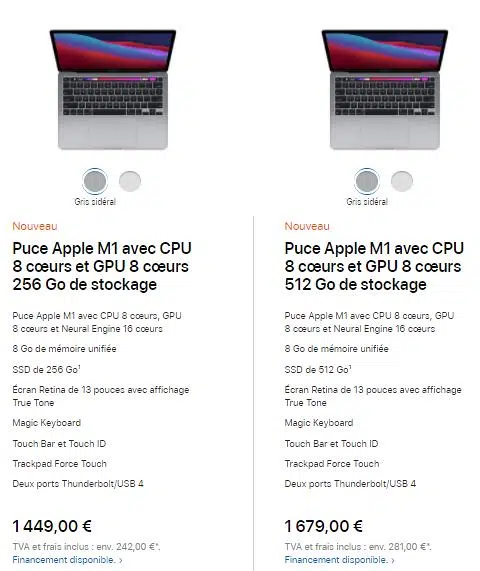 Gris sidéral
Nouveau
Puce Apple M1 avec CPU
8 cœurs et GPU 8 cœurs
256 Go de stockage
Puce Apple M1 avec CPU 8 cœurs, GPU
8 cœurs et Neural Engine 16 cœurs
8 Go de mémoire unifiée
SSD de 256 Go¹
Écran Retina de 13 pouces avec affichage
True Tone
Magic Keyboard
Touch Bar et Touch ID
Trackpad Force Touch
Deux ports Thunderbolt/USB 4
1 449,00 €
TVA et frais inclus : env. 242,00 €*.
Financement disponible. ›
Gris sidéral
Nouveau
Puce Apple M1 avec CPU
8 cœurs et GPU 8 cœurs
512 Go de stockage
Puce Apple M1 avec CPU 8 cœurs, GPU
8 cœurs et Neural Engine 16 cœurs
8 Go de mémoire unifiée
SSD de 512 Go¹
Écran Retina de 13 pouces avec affichage
True Tone
Magic Keyboard
Touch Bar et Touch ID
Trackpad Force Touch
Deux ports Thunderbolt/USB 4
1 679,00 €
TVA et frais inclus : env. 281,00 €*.
Financement disponible. ›